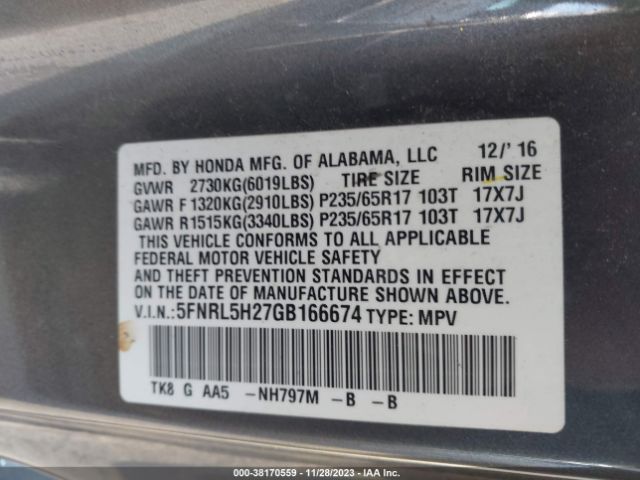 MFD. BY HONDA MFG. OF ALABAMA, LLC 12/'16
GVWR 2730KG(6019LBS) TIRE SIZE RIM SIZE
GAWR F 1320KG(2910LBS) P235/65R17 103T 17X7J
GAWR R1515KG(3340LBS) P235/65R17 103T 17X7J
THIS VEHICLE CONFORMS TO ALL APPLICABLE
FEDERAL MOTOR VEHICLE SAFETY
AND THEFT PREVENTION STANDARDS IN EFFECT
ON THE DATE OF MANUFACTURE SHOWN ABOVE.
V.I.N.:5FNRL5H27GB166674 TYPE: MPV
TK8 G AA5 -NH797M -B -B
000-38170559 — 11/28/2023 — IAA Inc.